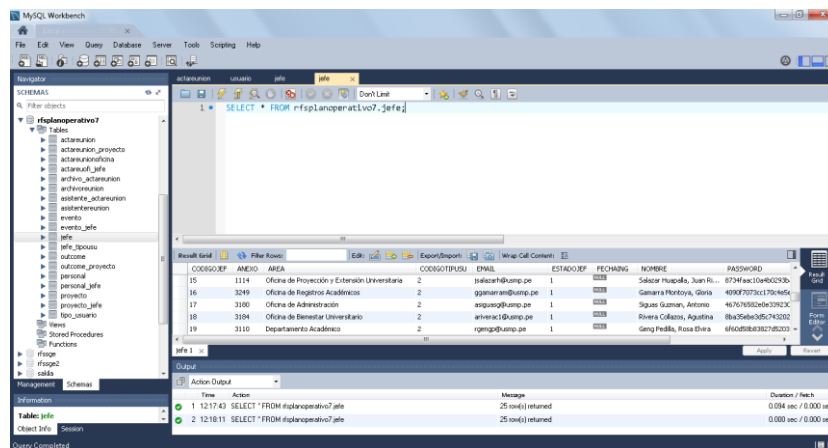 MySQL Workbench
File Edit View Query Database Server Tools Scripting Help
Navigator
SCHEMAS
Filter objects
rfsplanoperativo7
Tables
actareunion
actareunion_proyecto
actareunionoficina
actareuofi_jefe
archivo_actareunion
archivoreunion
asistente_actareunion
asistentereunion
evento
evento_jefe
jefe
jefe_tipousu
outcome
outcome_proyecto
personal
personal_jefe
proyecto
proyecto_jefe
tipo_usuario
Views
Stored Procedures
Functions
rfssge
rfssge2
sakila
Management Schemas
Information
Table: jefe
Object Info Session
Query Completed
actareunion usuario jefe jefe
Don't Limit
1 SELECT * FROM rfsplanoperativo7.jefe;
Result Grid Filter Rows: Edit: Export/Import: Wrap Cell Content:
CODIGOJEF ANEXO AREA CODIGOTIPUSU EMAIL ESTADOJEF FECHAING NOMBRE PASSWORD
15 1114 Oficina de Proyección y Extensión Universitaria 2 jsalazarh@usmp.pe 1 NULL Salazar Huapalla, Juan Ri...
16 3249 Oficina de Registros Académicos 2 ggamarram@usmp.pe 1 NULL Gamarra Montoya, Gloria
17 3180 Oficina de Administración 2 asiguasg@usmp.pe 1 NULL Siguas Guzman, Antonio
18 3184 Oficina de Bienestar Universitario 2 ariverac1@usmp.pe 1 NULL Rivera Collazos, Agustina
19 3110 Departamento Académico 2 rgengp@usmp.pe 1 NULL Geng Pedilla, Rosa Elvira
Result Grid
Form Editor
jefe 1 Apply Revert
Output
Action Output
Time Action Message Duration / Fetch
1 12:17:43 SELECT * FROM rfsplanoperativo7.jefe 25 row(s) returned 0.094 sec / 0.000 se
2 12:18:11 SELECT * FROM rfsplanoperativo7.jefe 25 row(s) returned 0.000 sec / 0.000 se